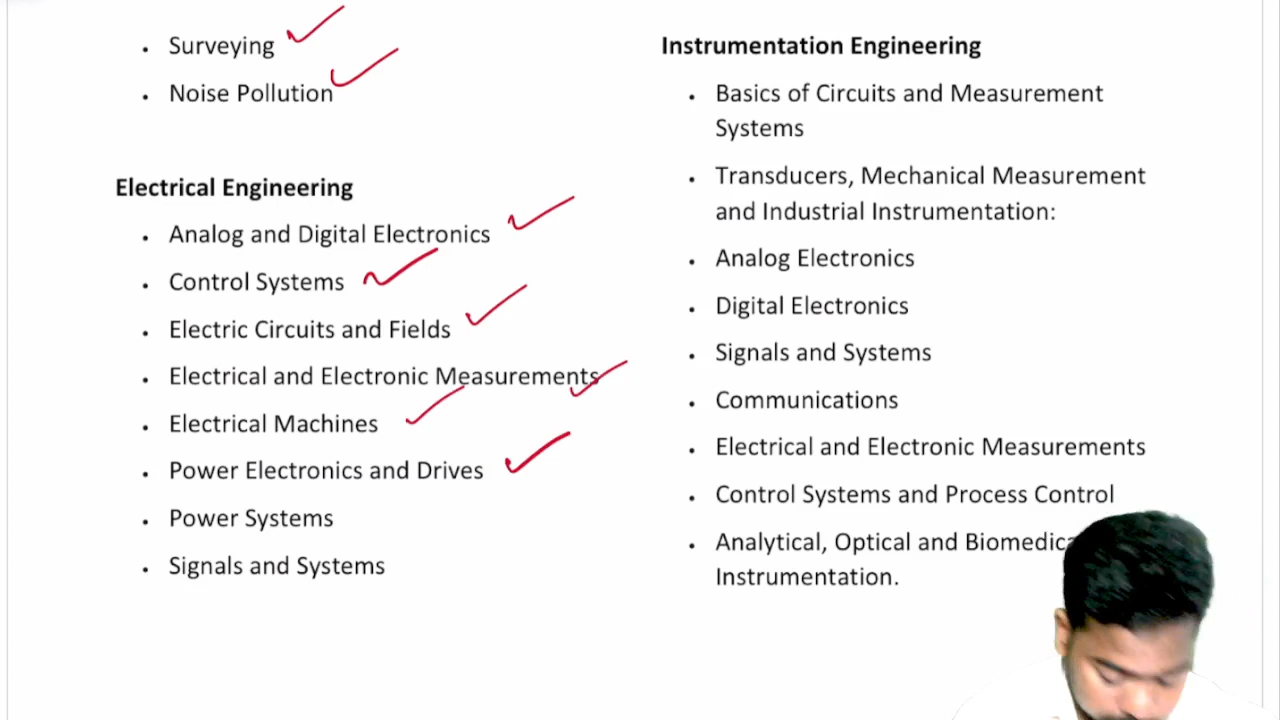 Surveying
Noise Pollution
Electrical Engineering
Analog and Digital Electronics
Control Systems
Electric Circuits and Fields
Electrical and Electronic Measurements
Electrical Machines
Power Electronics and Drives
Power Systems
Signals and Systems
Instrumentation Engineering
Basics of Circuits and Measurement
Systems
Transducers, Mechanical Measurement
and Industrial Instrumentation:
Analog Electronics
Digital Electronics
Signals and Systems
Communications
Electrical and Electronic Measurements
Control Systems and Process Control
Analytical, Optical and
Instrumentation.